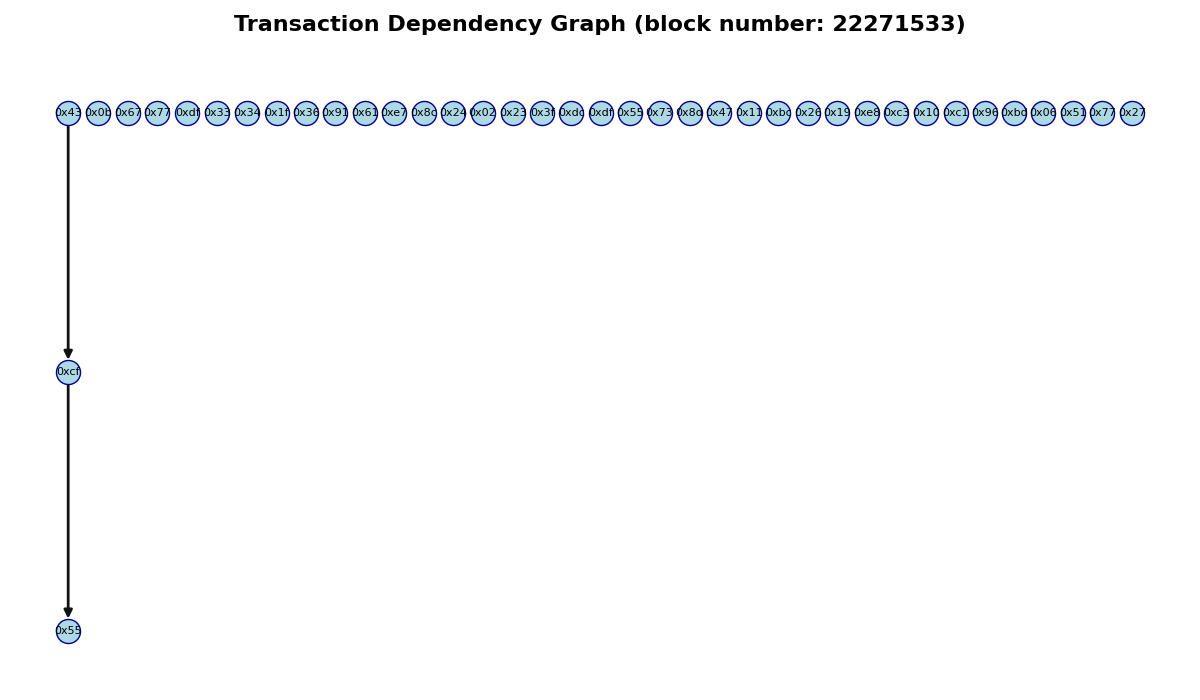 Transaction Dependency Graph (block number: 22271533)
0x43 0x0b 0x67 0x77 0xdf 0x33 0x34 0x1f 0x36 0x91 0x61 0xe7 0x8c 0x24 0x02 0x23 0x3f 0xdc 0xdf 0x55 0x73 0x8d 0x47 0x11 0xbc 0x26 0x19 0xe8 0xc3 0x10 0xc1 0x96 0xbd 0x06 0x51 0x77 0x27
0xcf
0x55